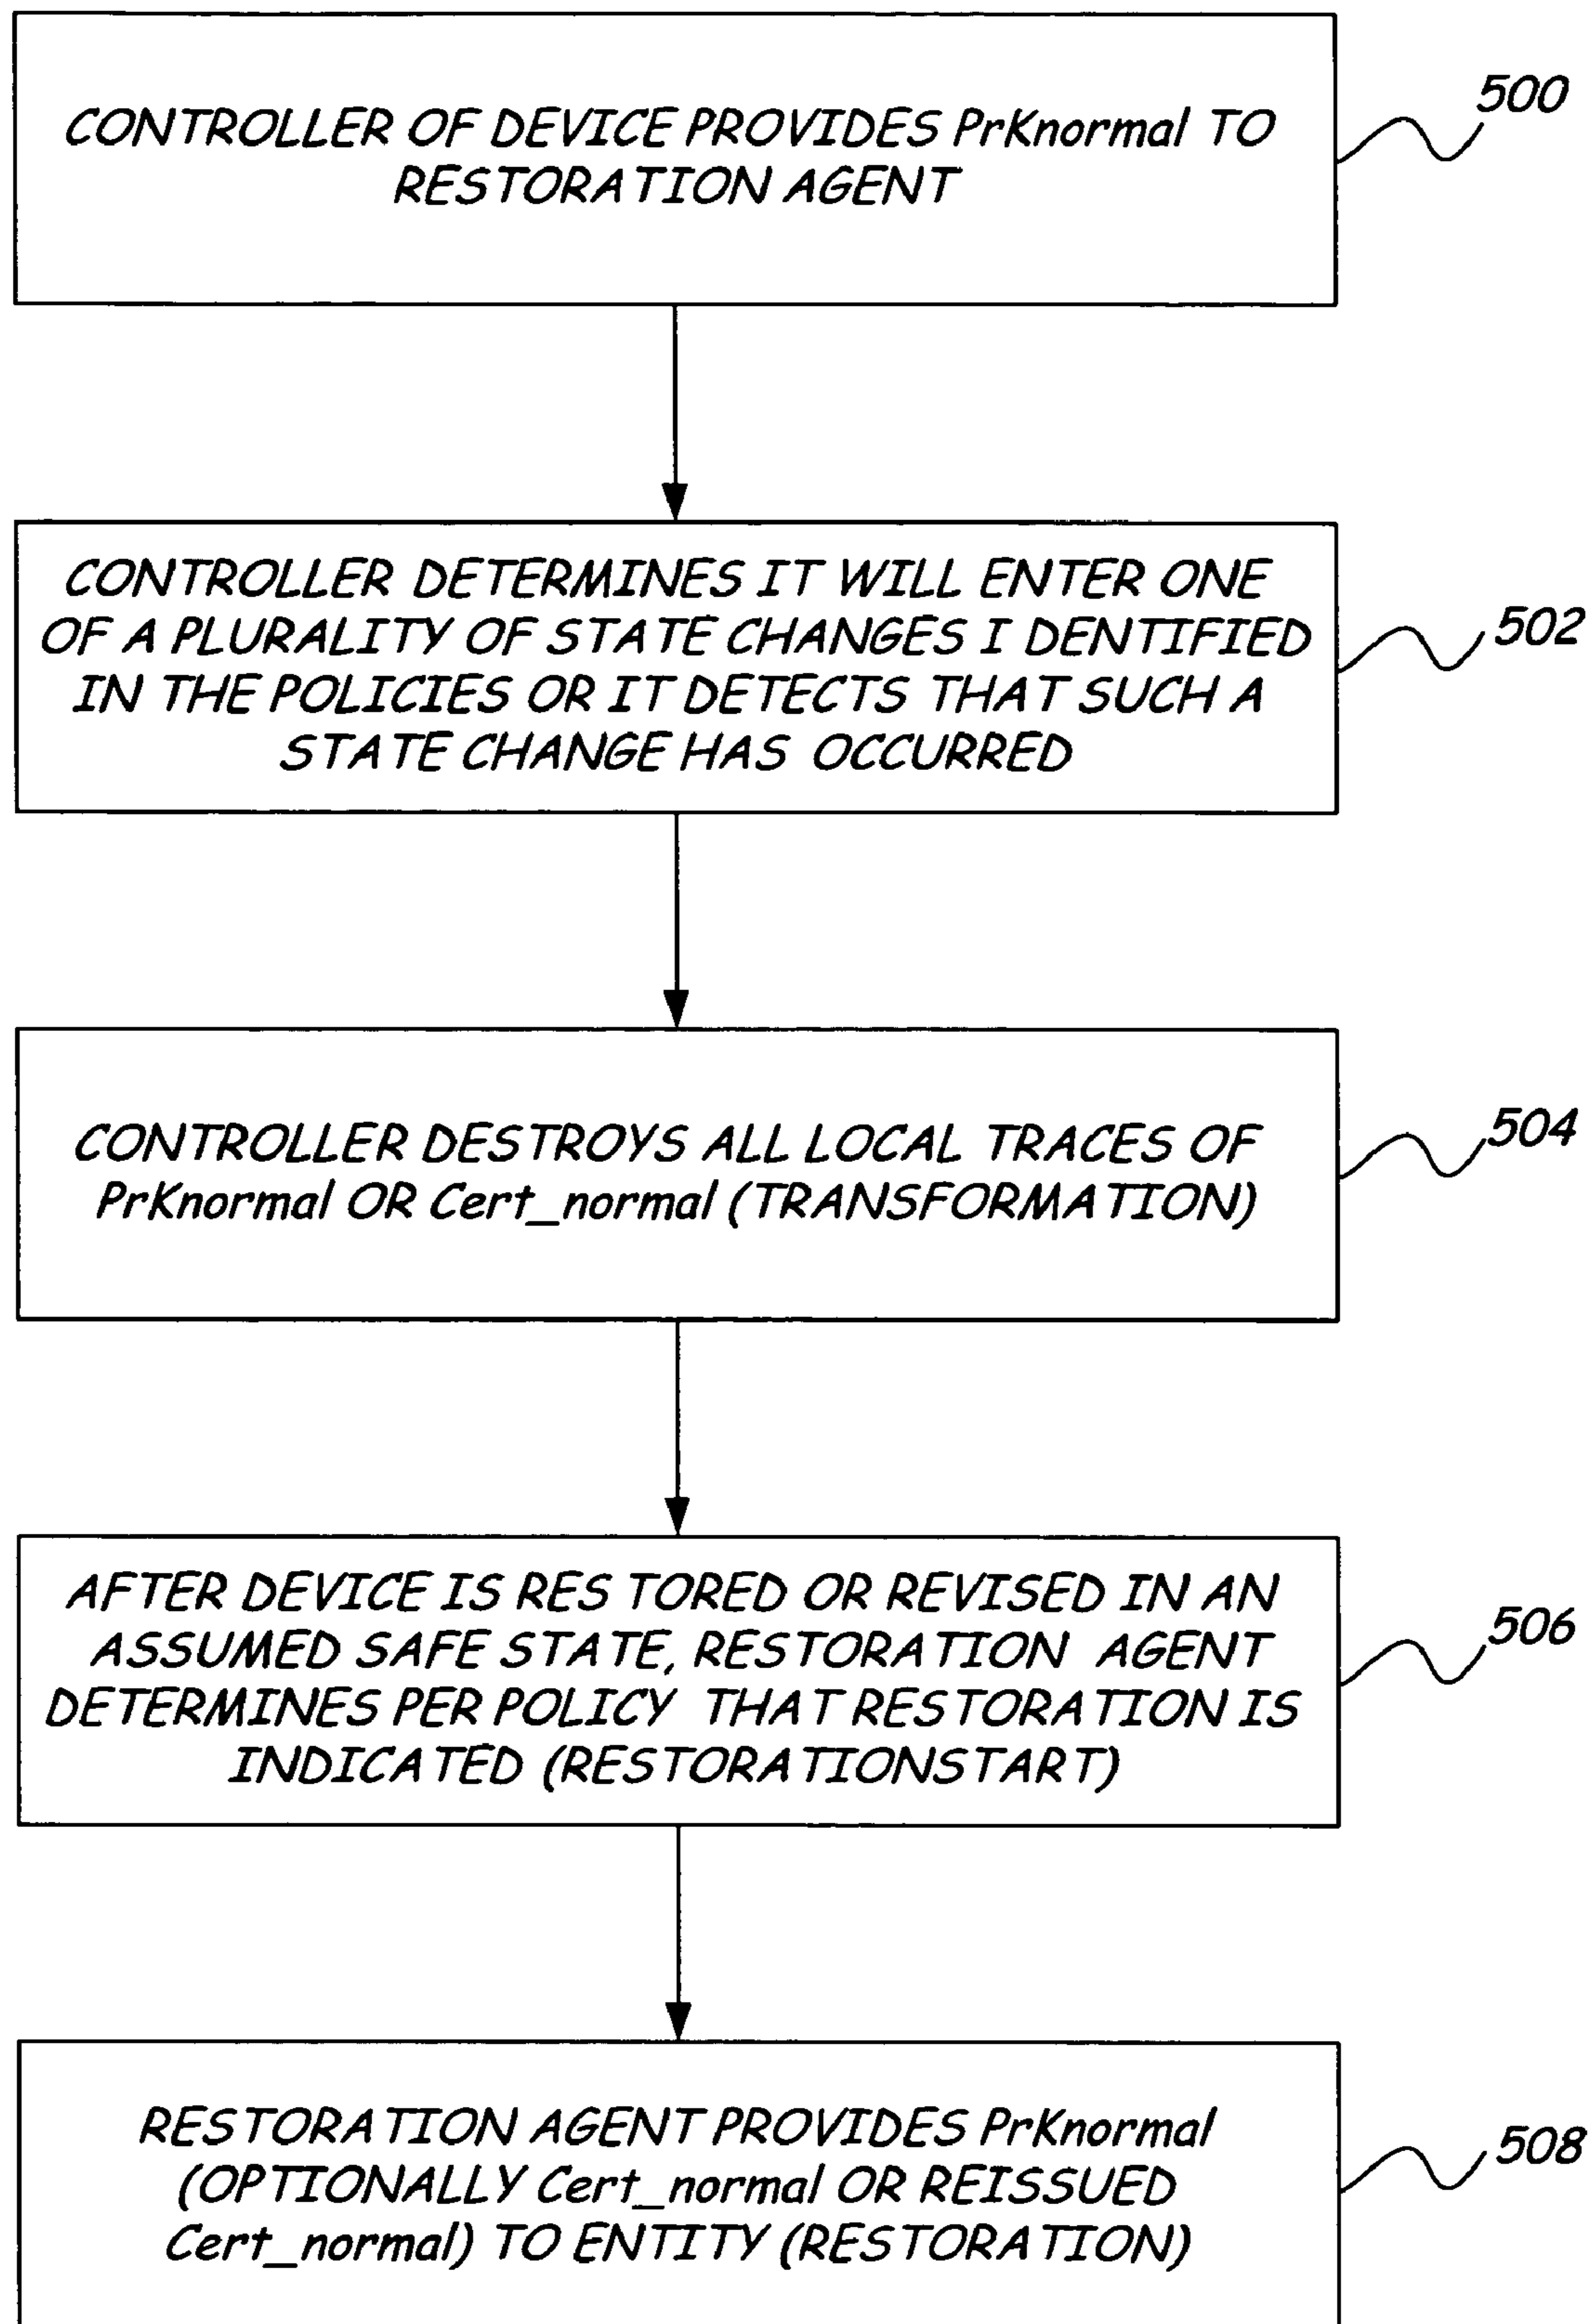 CONTROLLER OF DEVICE PROVIDES PrKnormal TO
RESTORATION AGENT
500
CONTROLLER DETERMINES IT WILL ENTER ONE
OF A PLURALITY OF STATE CHANGES I DENTIFIED
IN THE POLICIES OR IT DETECTS THAT SUCH A
STATE CHANGE HAS OCCURRED
502
CONTROLLER DESTROYS ALL LOCAL TRACES OF
PrKnormal OR Cert_normal (TRANSFORMATION)
504
AFTER DEVICE IS RES TORED OR REVISED IN AN
ASSUMED SAFE STATE, RESTORATION AGENT
DETERMINES PER POLICY THAT RESTORATION IS
INDICATED (RESTORATIONSTART)
506
RESTORATION AGENT PROVIDES PrKnormal
(OPTIONALLY Cert_normal OR REISSUED
Cert_normal) TO ENTITY (RESTORATION)
508